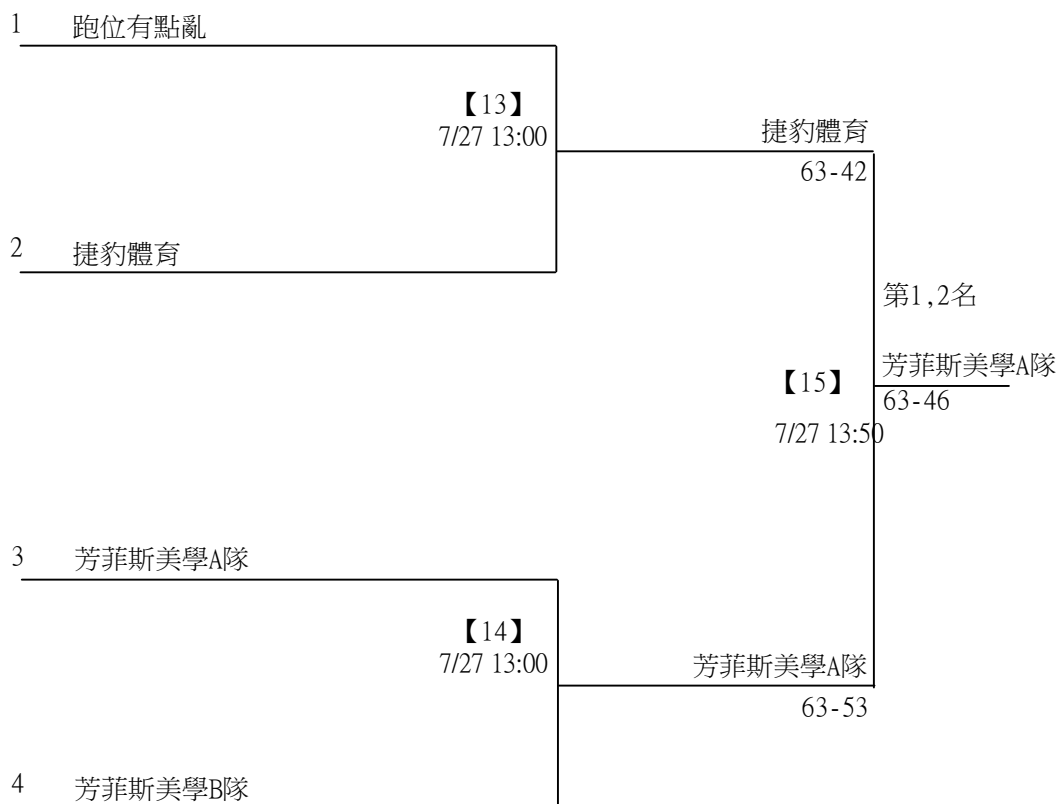 1 跑位有點亂
【13】
7/27 13:00
捷豹體育
63-42
2 捷豹體育
第1,2名
【15】
芳菲斯美學A隊
63-46
7/27 13:50
3 芳菲斯美學A隊
【14】
7/27 13:00
芳菲斯美學A隊
63-53
4 芳菲斯美學B隊